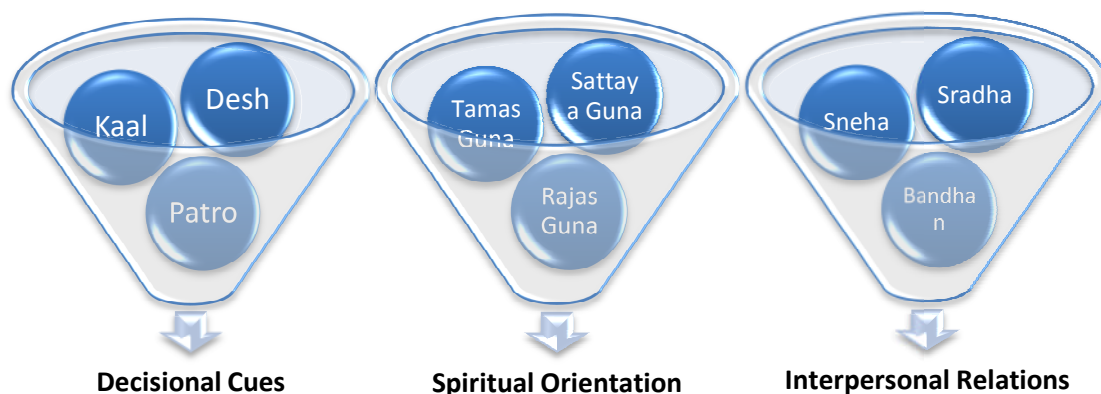 Kaal
Desh
Patro
Decisional Cues
Tamas
Guna
Sattay
a Guna
Rajas
Guna
Spiritual Orientation
Sneha
Sradha
Bandha
n
Interpersonal Relations